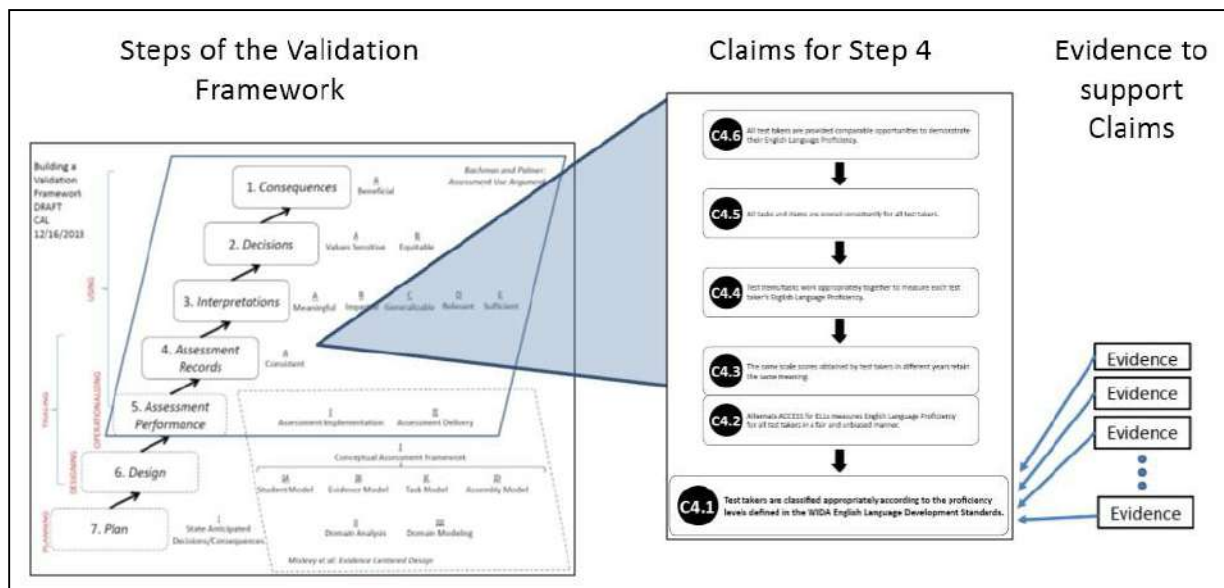 Steps of the Validation
Framework
Claims for Step 4
Evidence to
support
Claims
Building a
Validation
Framework
DRAFT
CAL
12/16/2013
Bachman and Palmer:
Assessment Use Argument
1. Consequences
A
Beneficial
2. Decisions
A
Values Sensitive
B
Equitable
3. Interpretations
A
Meaningful
B
C
Generalizable
D
Relevant
E
Sufficient
4. Assessment
Records
A
Consistent
5. Assessment
Performance
I
Assessment Implementation
II
Assessment Delivery
I
Conceptual Assessment Framework
6. Design
Student Model
Evidence Model
Task Model
Assembly Model
7. Plan
I
State Anticipated
Decisions/Consequences
II
Domain Analysis
III
Domain Modeling
Mislevy et al: Evidence Centered Design
USING
TRIALING
OPERATIONALIZING
DESIGNING
PLANNING
C4.6
All test takers are provided comparable opportunities to demonstrate
their English Language Proficiency.
C4.5
All tasks and items are scored consistently for all test takers.
C4.4
Test items/tasks work appropriately together to measure each test
taker's English Language Proficiency.
C4.3
The same scale scores obtained by test takers in different years retain
the same meaning.
C4.2
Alternate ACCESS for ELLs measures English Language Proficiency
for all test takers in a fair and unbiased manner.
C4.1
Test takers are classified appropriately according to the proficiency
levels defined in the WIDA English Language Development Standards.
Evidence
Evidence
Evidence
Evidence